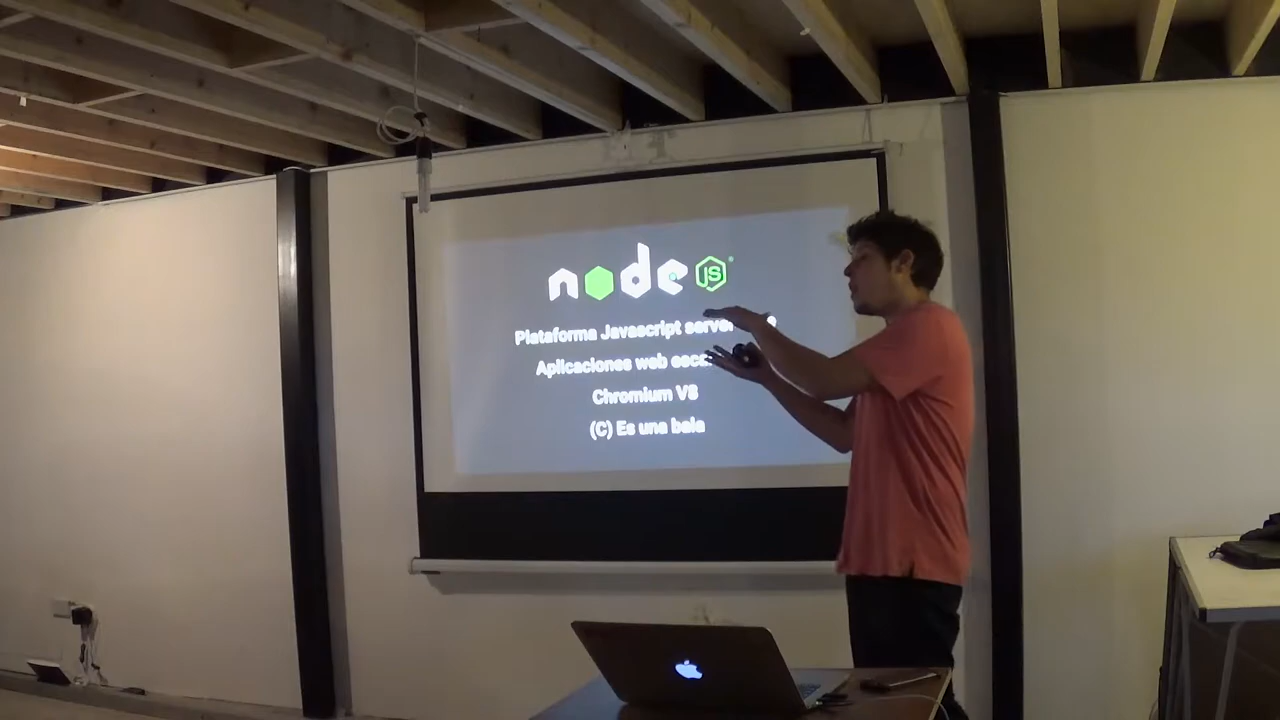 node JS
Plataforma Javascript
Aplicaciones web
Chromium V8
(C) Es una bala